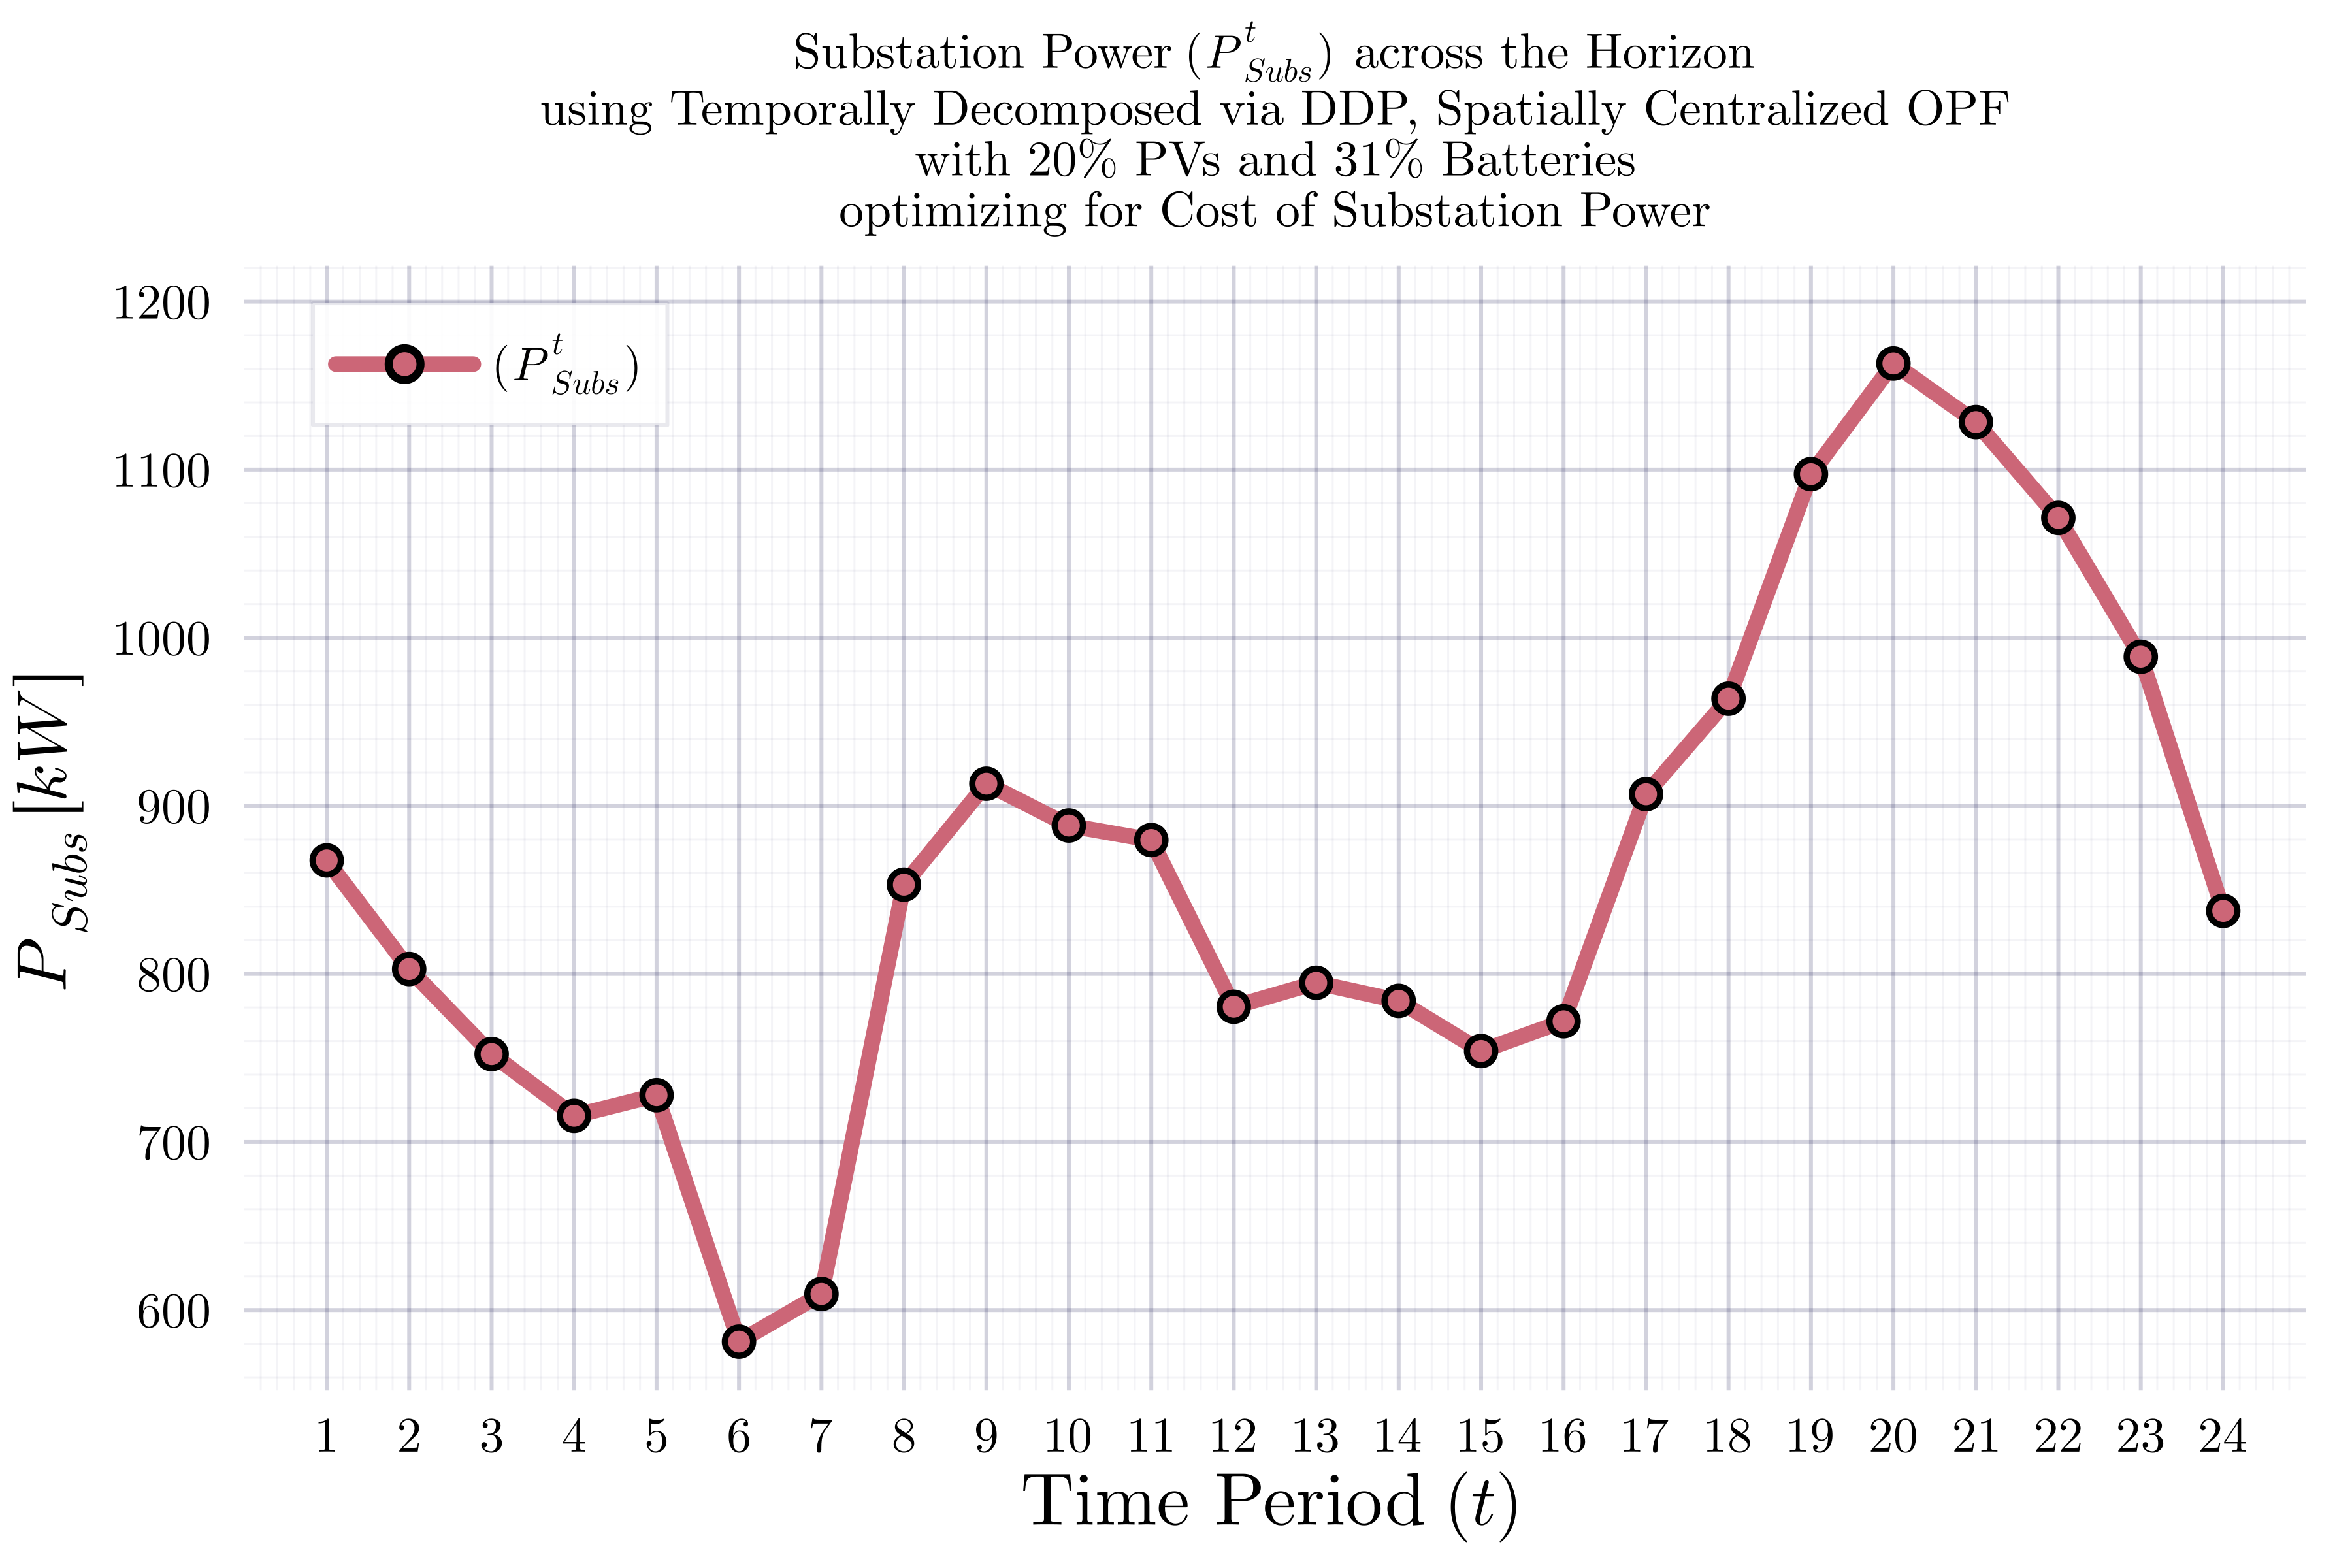 Substation Power (P^t_Subs) across the Horizon
using Temporally Decomposed via DDP, Spatially Centralized OPF
with 20% PVs and 31% Batteries
optimizing for Cost of Substation Power
(P^t_Subs)
1200
1100
1000
900
800
700
600
P_Subs [kW]
1 2 3 4 5 6 7 8 9 10 11 12 13 14 15 16 17 18 19 20 21 22 23 24
Time Period (t)